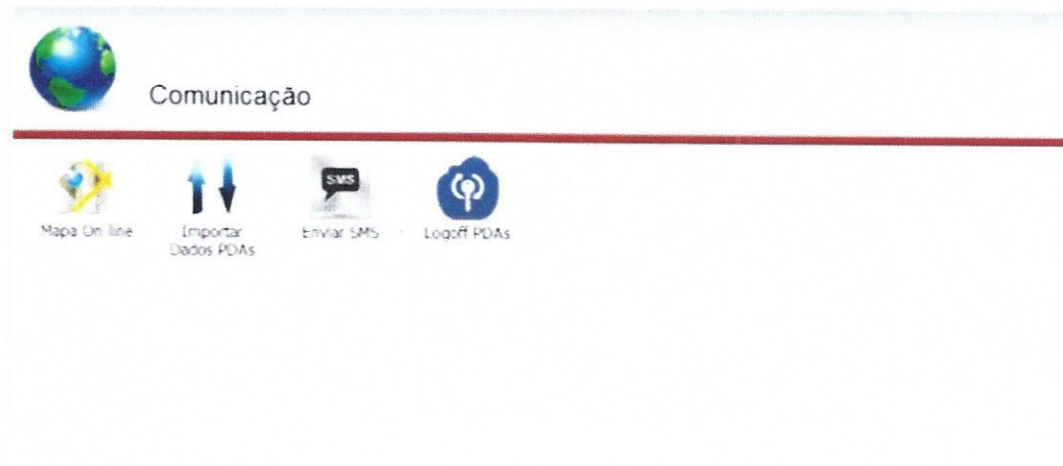 Comunicação
SMS
Mapa On line
Importar
Dados PDAs
Enviar SMS
Logoff PDAs